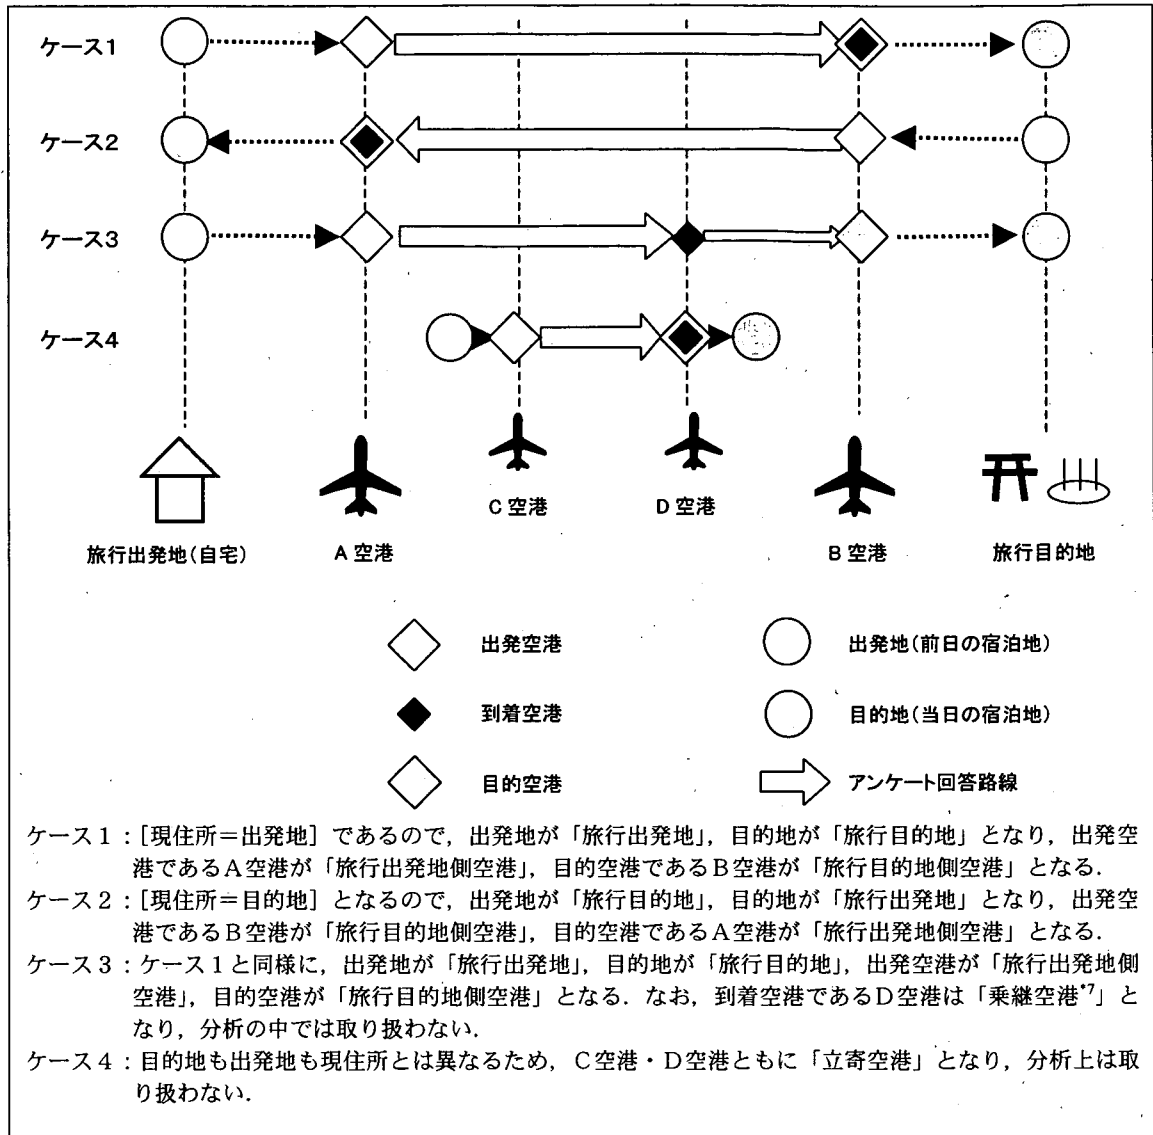 ケース1
ケース2
ケース3
ケース4
C 空港
D 空港
旅行出発地(自宅)
A 空港
B 空港
旅行目的地
出発空港
出発地(前日の宿泊地)
到着空港
目的地(当日の宿泊地)
目的空港
アンケート回答路線
ケース1：[現住所＝出発地] であるので，出発地が「旅行出発地」，目的地が「旅行目的地」となり，出発空
港であるA空港が「旅行出発地側空港」，目的空港であるB空港が「旅行目的地側空港」となる．
ケース2：[現住所＝目的地] となるので，出発地が「旅行目的地」，目的地が「旅行出発地」となり，出発空
港であるB空港が「旅行目的地側空港」，目的空港であるA空港が「旅行出発地側空港」となる．
ケース3：ケース1と同様に，出発地が「旅行出発地」，目的地が「旅行目的地」，出発空港が「旅行出発地側
空港」，目的空港が「旅行目的地側空港」となる．なお，到着空港であるD空港は「乗継空港*7」と
なり，分析の中では取り扱わない．
ケース4：目的地も出発地も現住所とは異なるため，C空港・D空港ともに「立寄空港」となり，分析上は取
り扱わない．